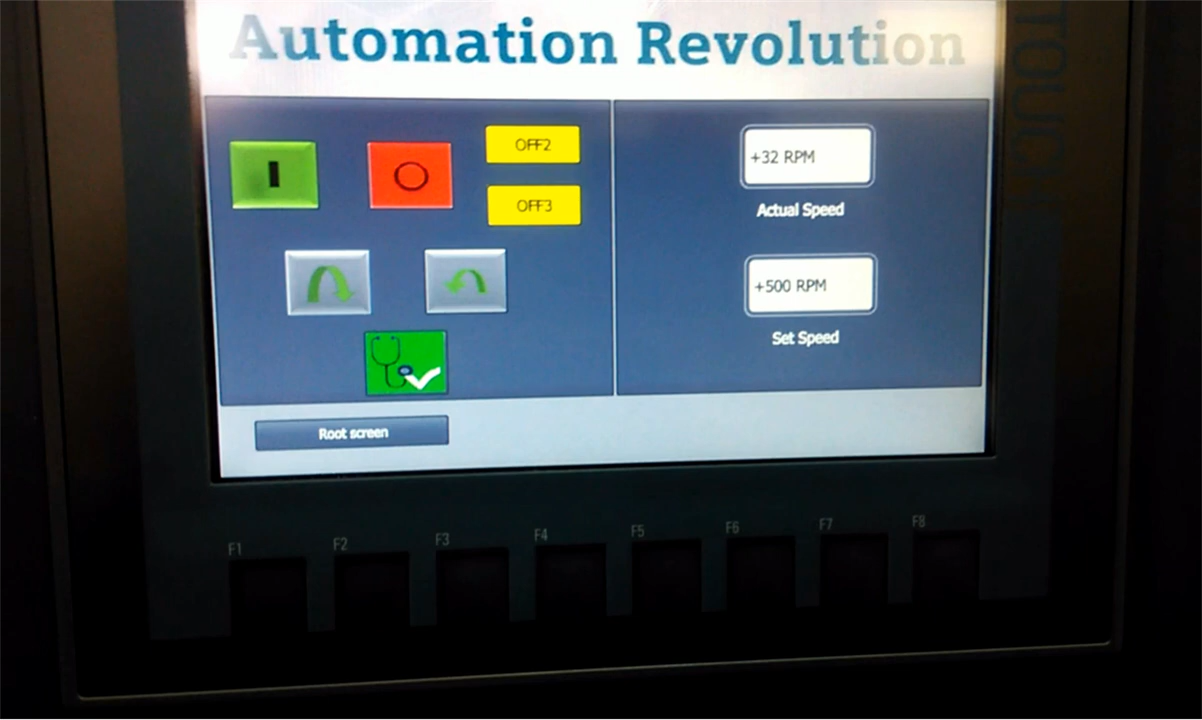 Automation Revolution
TOUCH
I
O
OFF2
OFF3
+32 RPM
Actual Speed
+500 RPM
Set Speed
Root screen
F1
F2
F3
F4
F5
F6
F7
F8